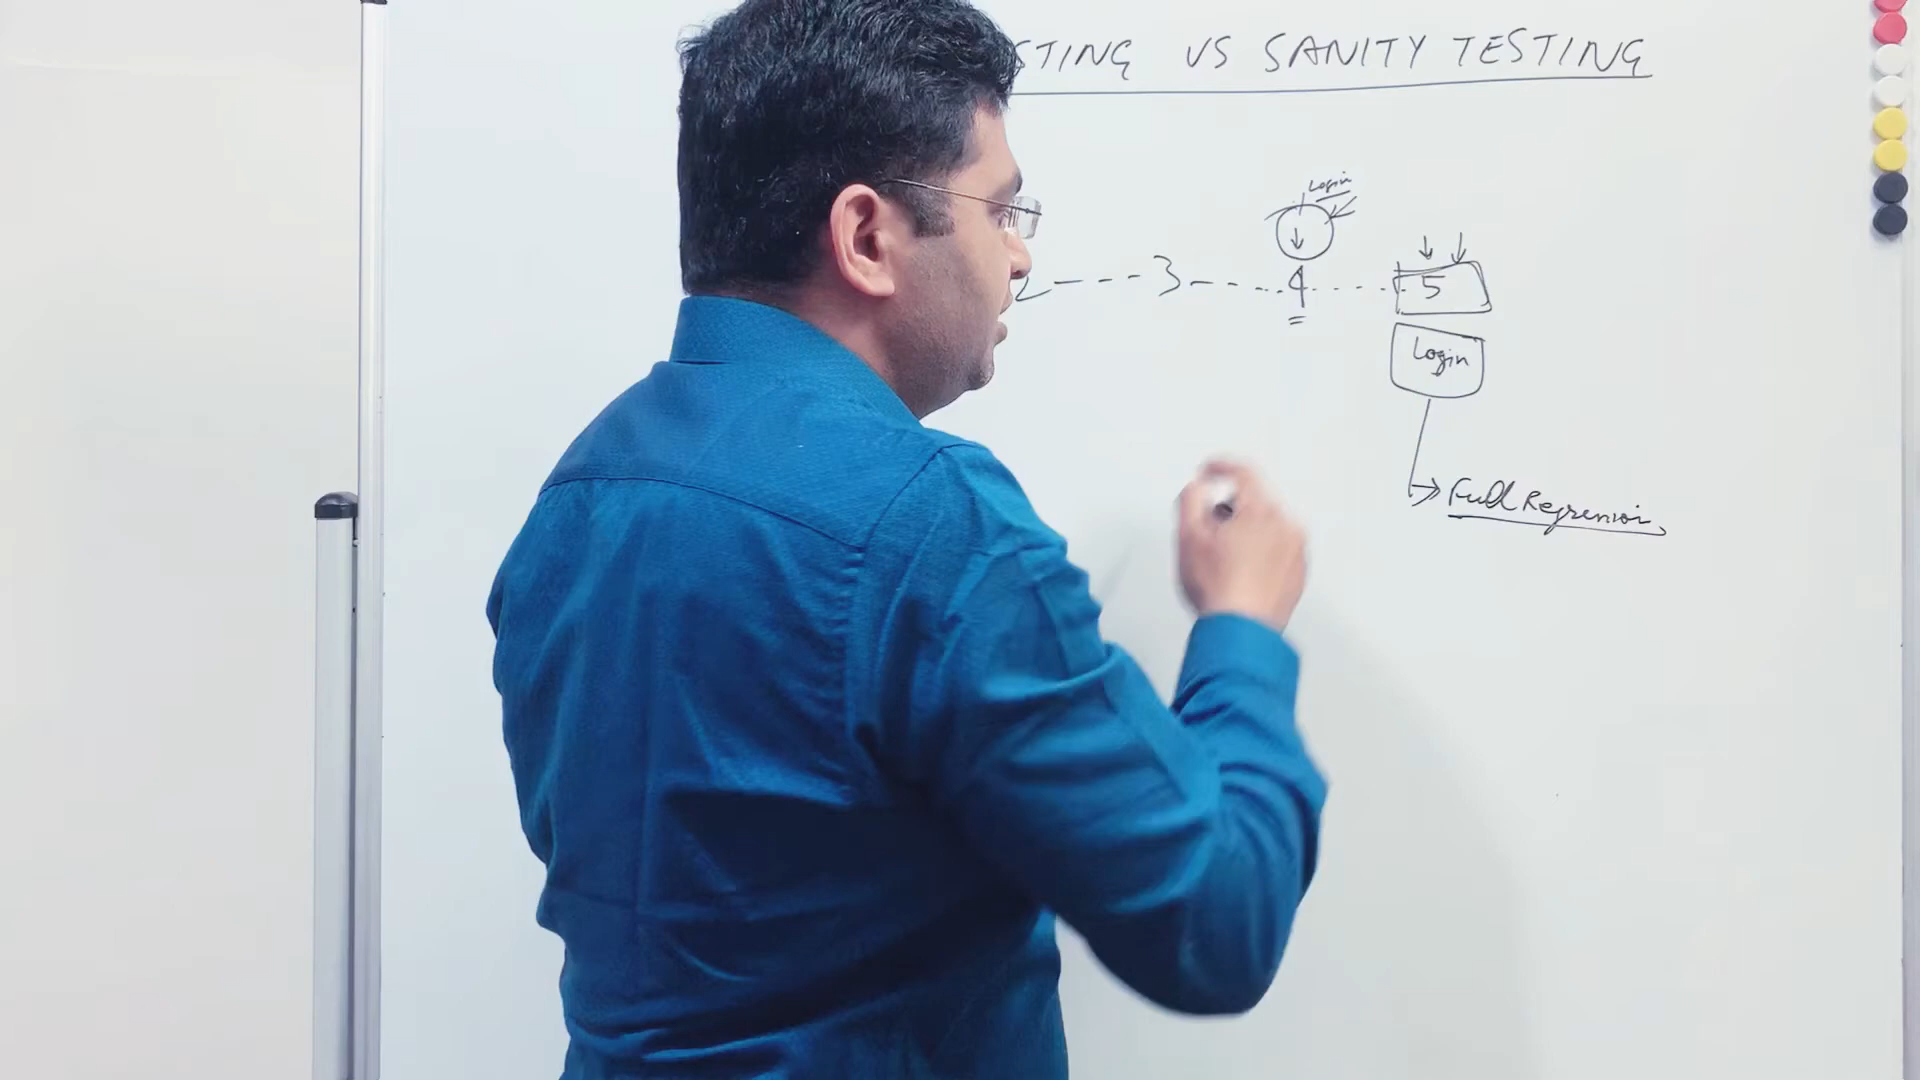 STING VS SANITY TESTING
Login
2 ---- 3 ----- 4 ..... 5
Login
Full Regression